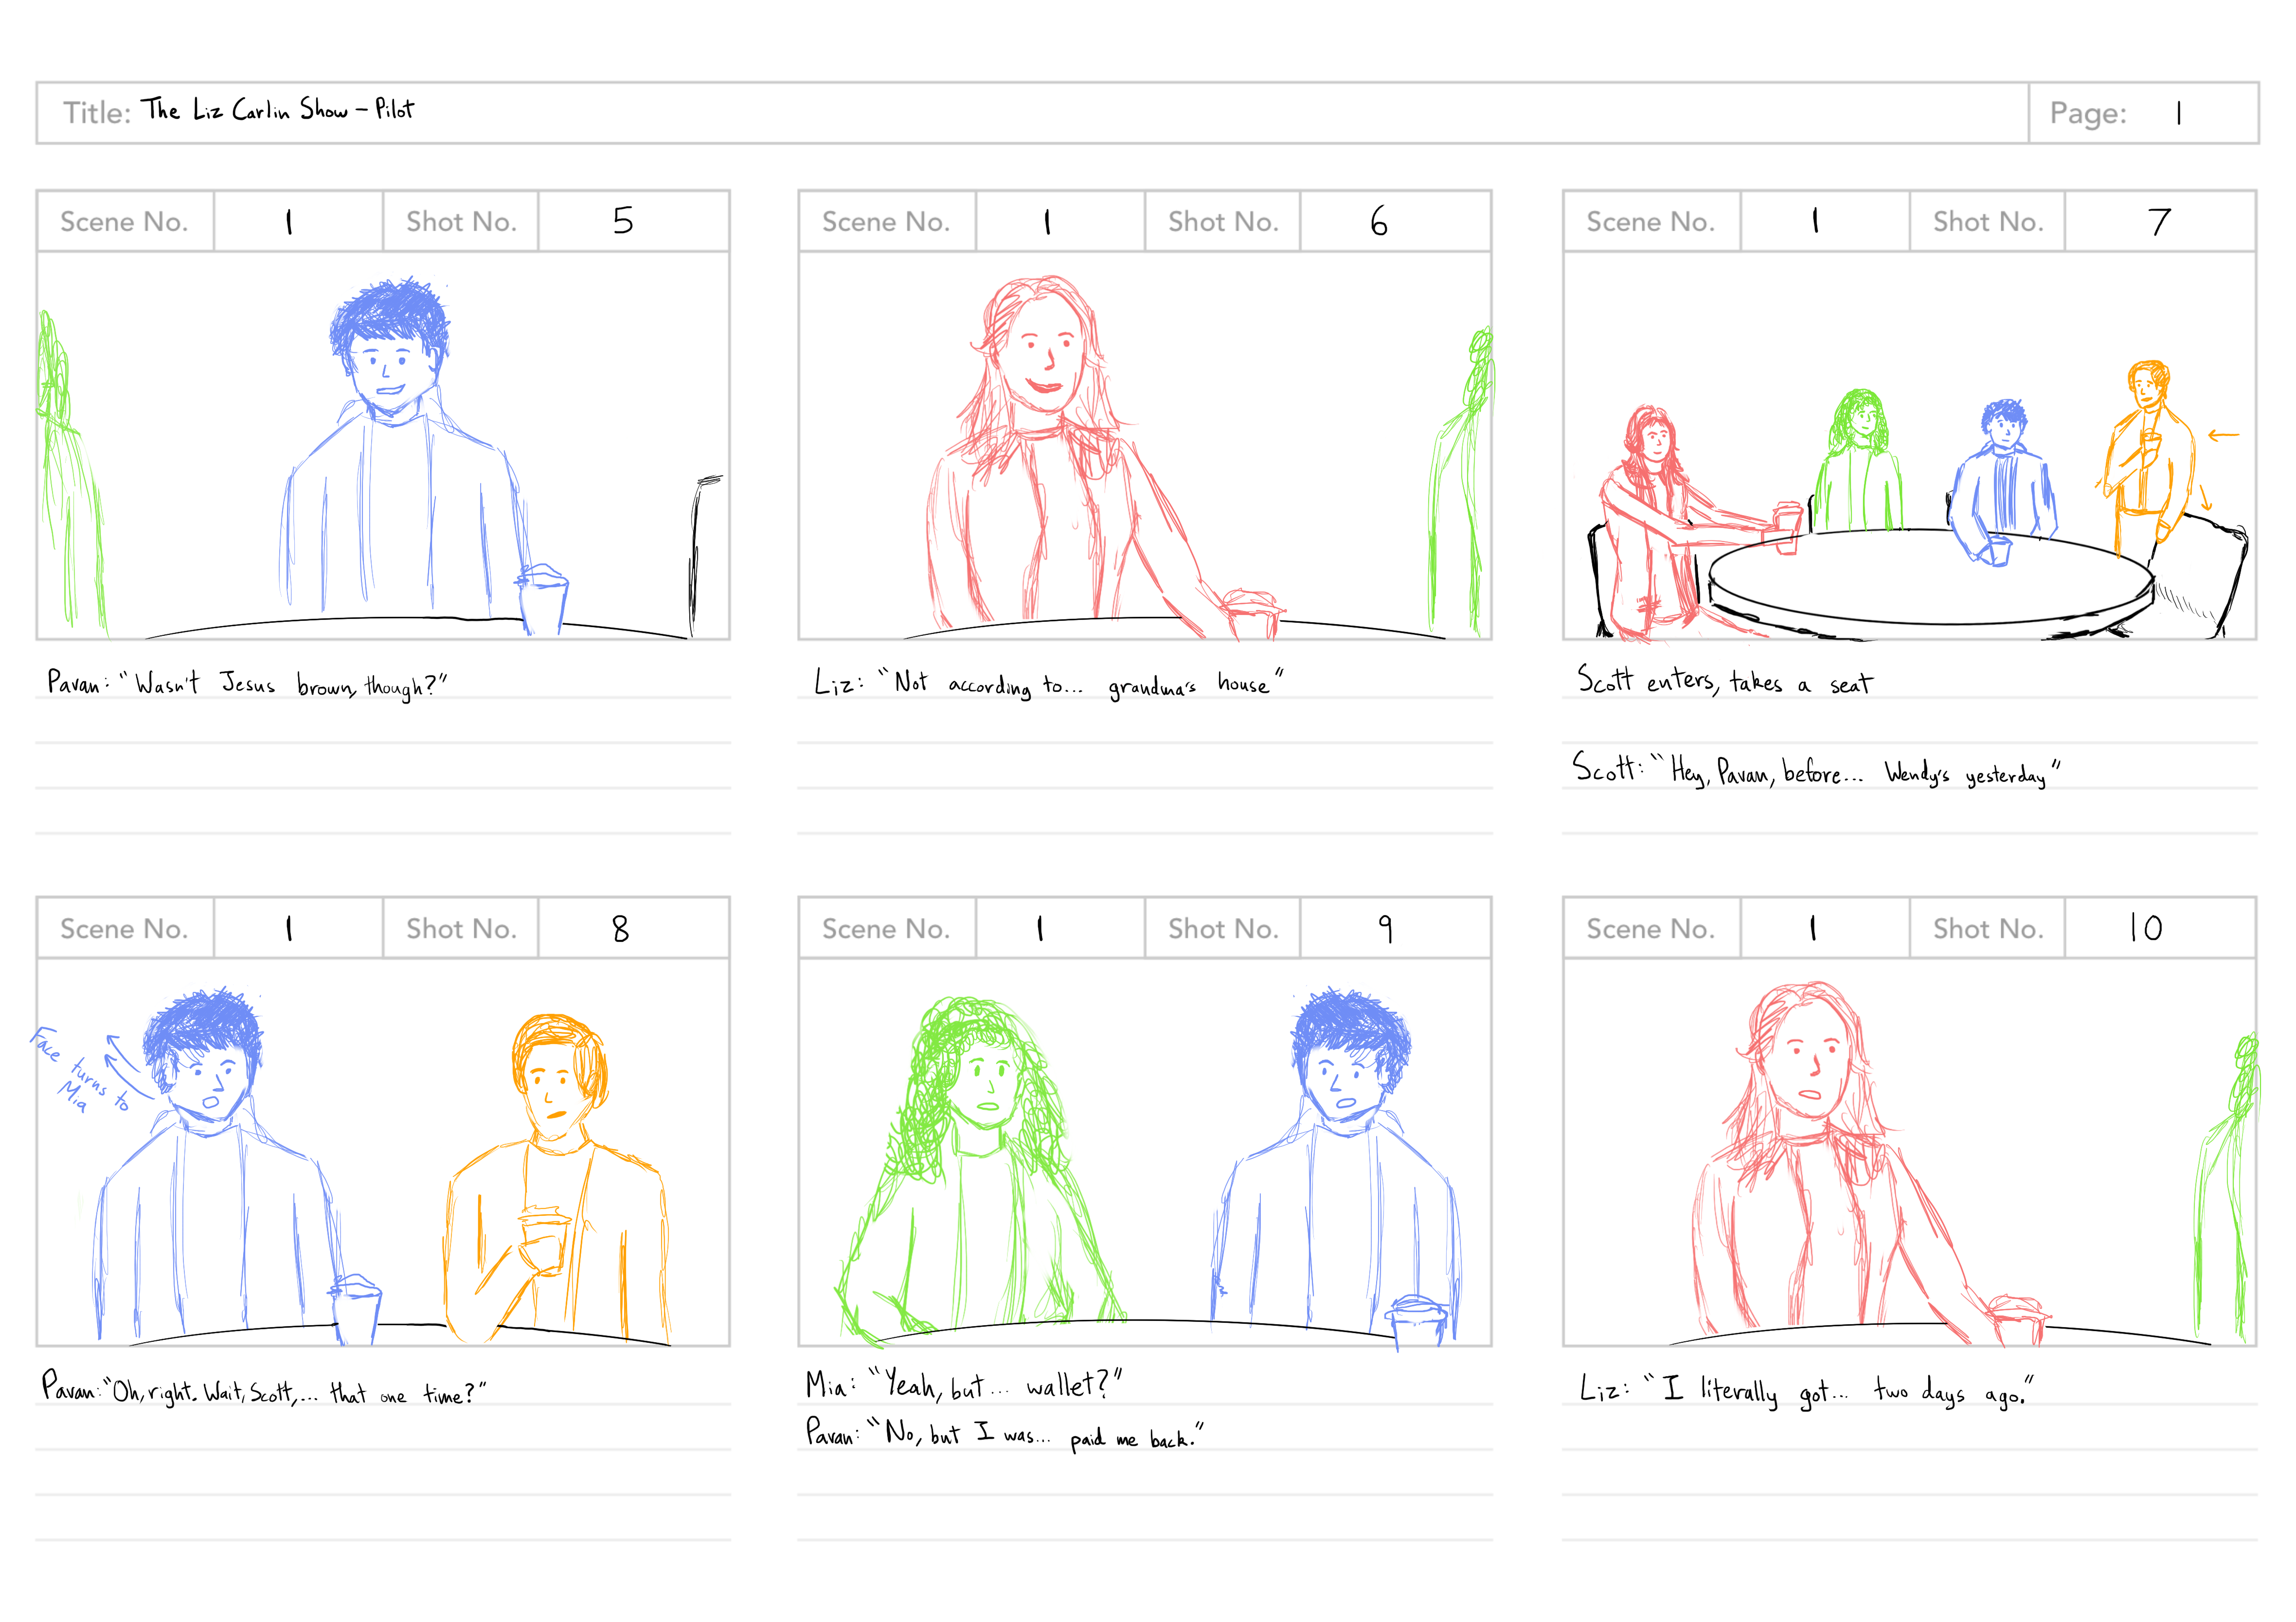 Title: The Liz Carlin Show – Pilot
Page: 1
Scene No. 1 Shot No. 5
Scene No. 1 Shot No. 6
Scene No. 1 Shot No. 7
Pavan: "Wasn't Jesus brown, though?"
Liz: "Not according to... grandma's house"
Scott enters, takes a seat
Scott: "Hey, Pavan, before... Wendy's yesterday"
Scene No. 1 Shot No. 8
Scene No. 1 Shot No. 9
Scene No. 1 Shot No. 10
Face turns to
Mia
Pavan: "Oh, right. Wait, Scott,... that one time?"
Mia: "Yeah, but... wallet?"
Pavan: "No, but I was... paid me back."
Liz: "I literally got... two days ago."